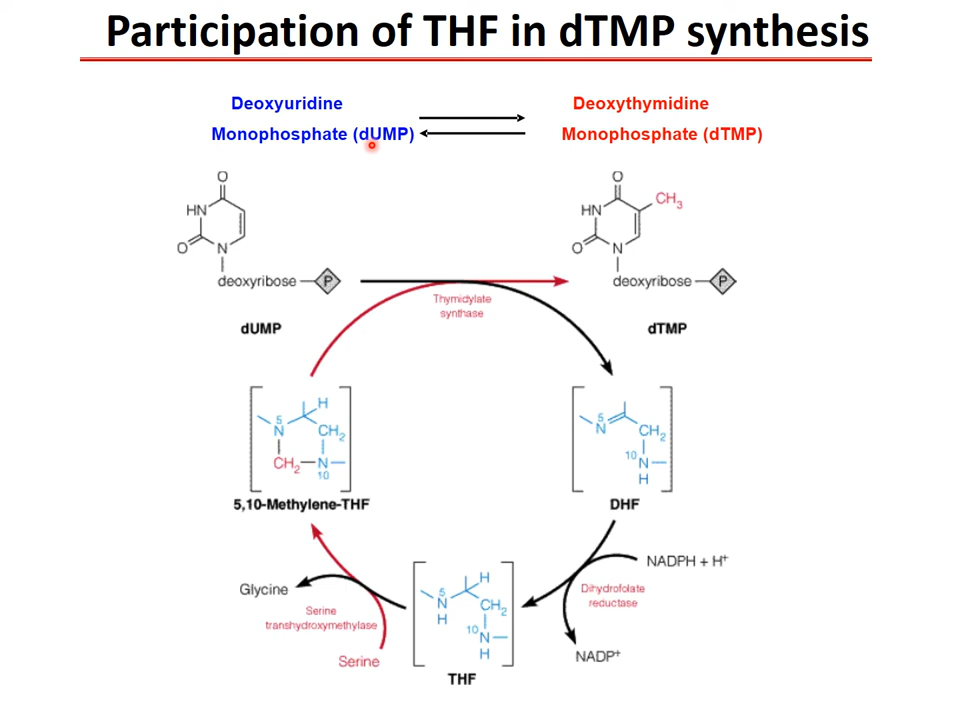 Participation of THF in dTMP synthesis
Deoxyuridine
Monophosphate (dUMP)
Deoxythymidine
Monophosphate (dTMP)
O
HN
O
N
deoxyribose
P
dUMP
O
CH3
HN
O
N
deoxyribose
P
dTMP
Thymidylate
synthase
H
5
N
CH2
CH2
N
10
5,10-Methylene-THF
5
N
CH2
10
N
H
DHF
NADPH + H+
Dihydrofolate
reductase
NADP+
Glycine
Serine
transhydroxymethylase
Serine
H
5
N
H
CH2
10
N
H
THF